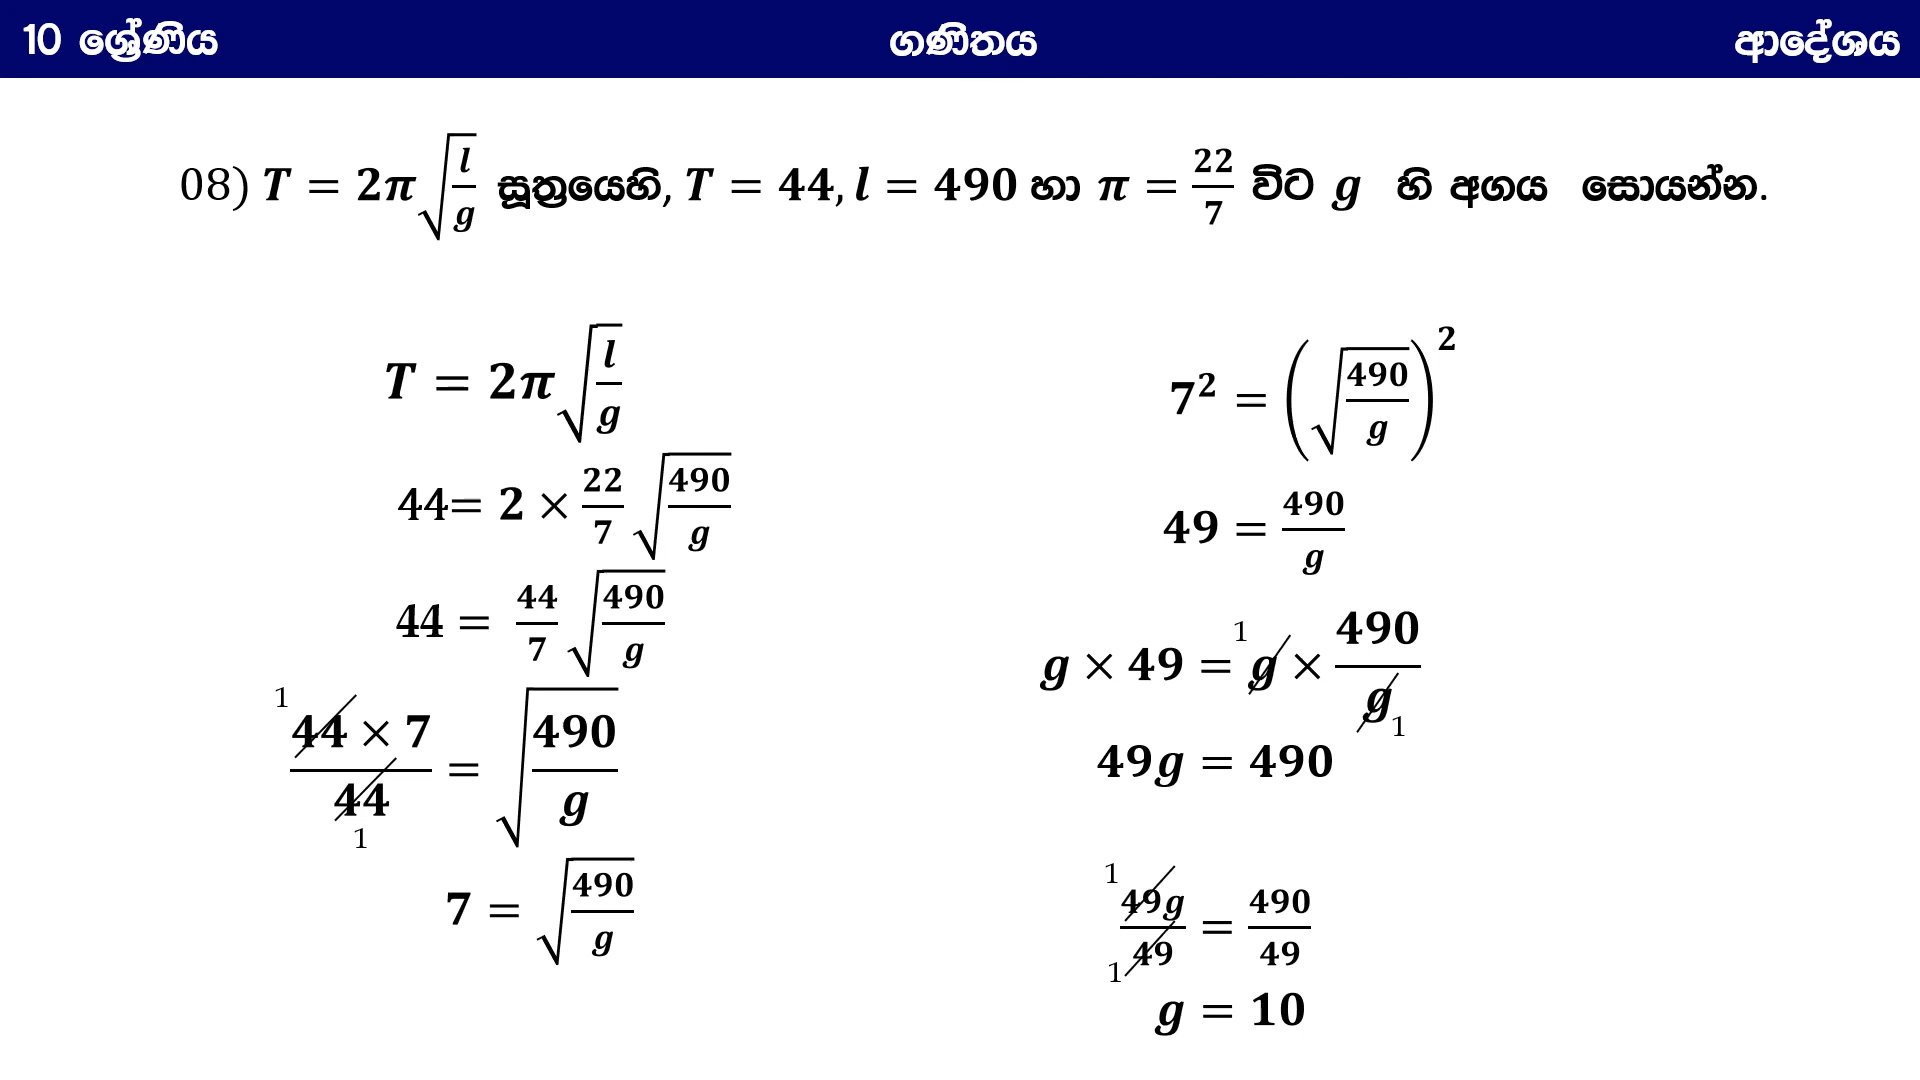 10 ශ්‍රේණිය ගණිතය ආදේශය
08) T = 2π√(l/g) සූත්‍රයෙහි, T = 44, l = 490 හා π = 22/7 විට g හි අගය සොයන්න.
T = 2π√(l/g)
44= 2 × 22/7 √(490/g)
44 = 44/7 √(490/g)
1
44 × 7/44 = √(490/g)
1
7 = √(490/g)
7² = (√(490/g))²
49 = 490/g
1
g × 49 = g × 490/g
1
49g = 490
1
49g/49 = 490/49
1
g = 10